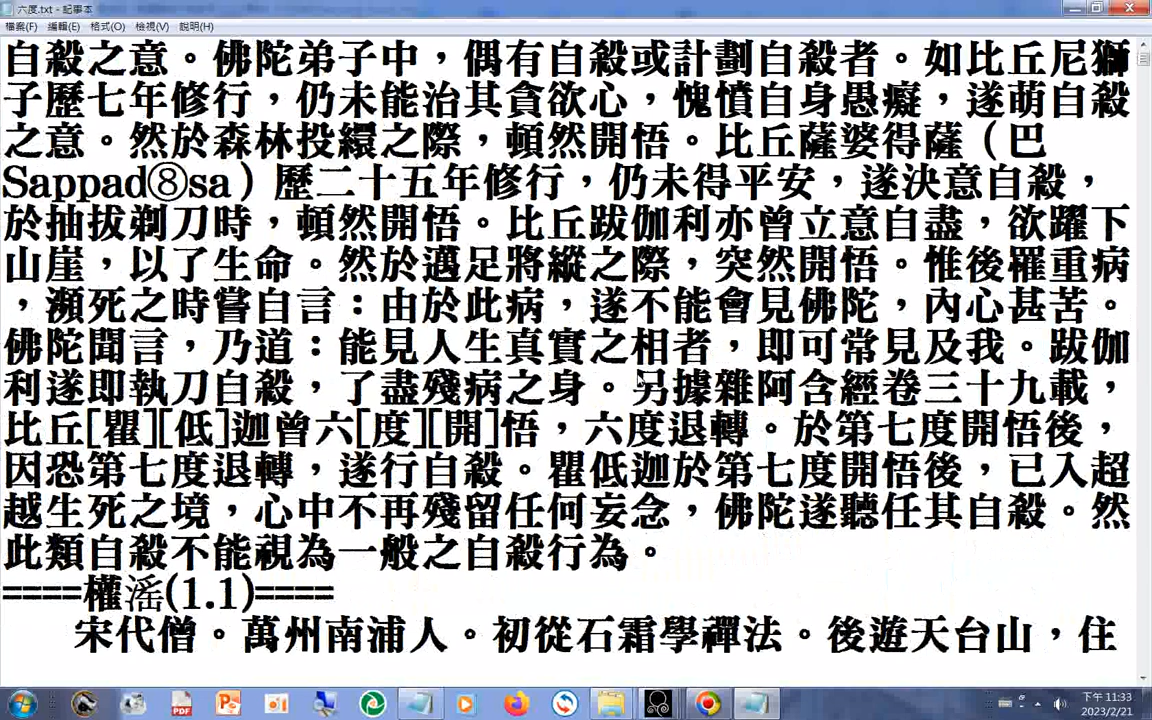 六度.txt - 記事本
檔案(F) 編輯(E) 格式(O) 檢視(V) 說明(H)
自殺之意。佛陀弟子中，偶有自殺或計劃自殺者。如比丘尼獅
子歷七年修行，仍未能治其貪欲心，愧憤自身愚癡，遂萌自殺
之意。然於森林投繯之際，頓然開悟。比丘薩婆得薩（巴
Sappad⑧sa）歷二十五年修行，仍未得平安，遂決意自殺，
於抽拔剃刀時，頓然開悟。比丘跋伽利亦曾立意自盡，欲躍下
山崖，以了生命。然於邁足將縱之際，突然開悟。惟後罹重病
，瀕死之時嘗自言：由於此病，遂不能會見佛陀，內心甚苦。
佛陀聞言，乃道：能見人生真實之相者，即可常見及我。跋伽
利遂即執刀自殺，了盡殘病之身。另據雜阿含經卷三十九載，
比丘[瞿][低]迦曾六[度][開]悟，六度退轉。於第七度開悟後，
因恐第七度退轉，遂行自殺。瞿低迦於第七度開悟後，已入超
越生死之境，心中不再殘留任何妄念，佛陀遂聽任其自殺。然
此類自殺不能視為一般之自殺行為。
====權滛(1.1)====
宋代僧。萬州南浦人。初從石霜學禪法。後遊天台山，住
下午 11:33
2023/2/21